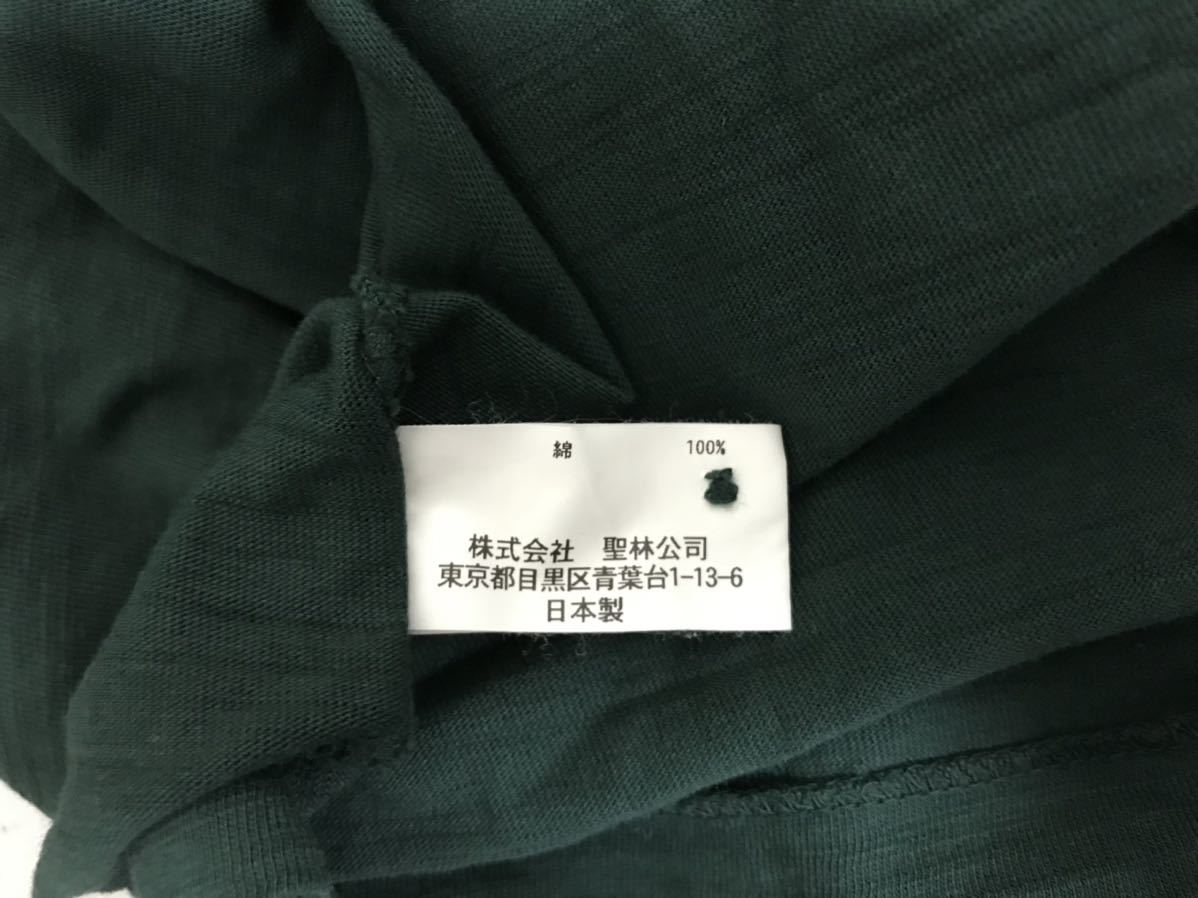 綿 100%
株式会社 聖林公司
東京都目黒区青葉台1-13-6
日本製